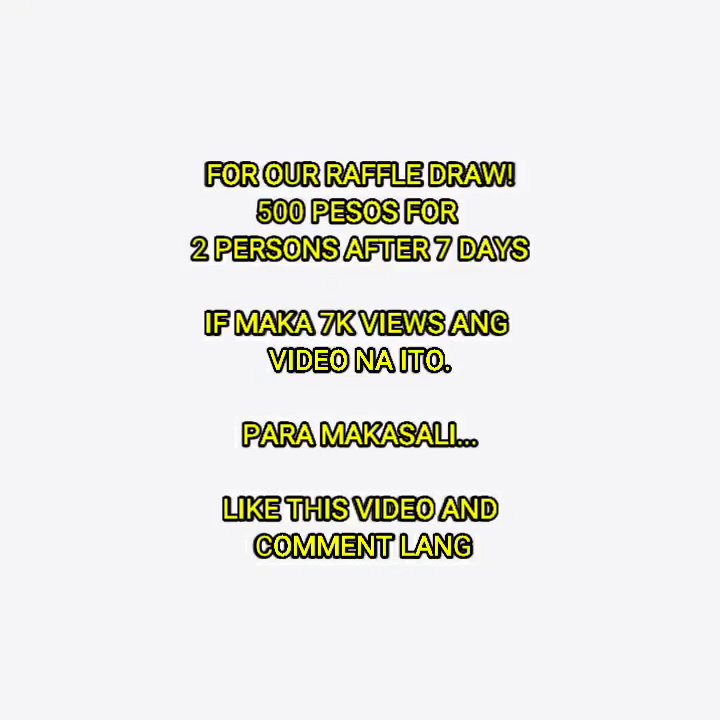 FOR OUR RAFFLE DRAW!
500 PESOS FOR
2 PERSONS AFTER 7 DAYS
IF MAKA 7K VIEWS ANG
VIDEO NA ITO.
PARA MAKASALI...
LIKE THIS VIDEO AND
COMMENT LANG